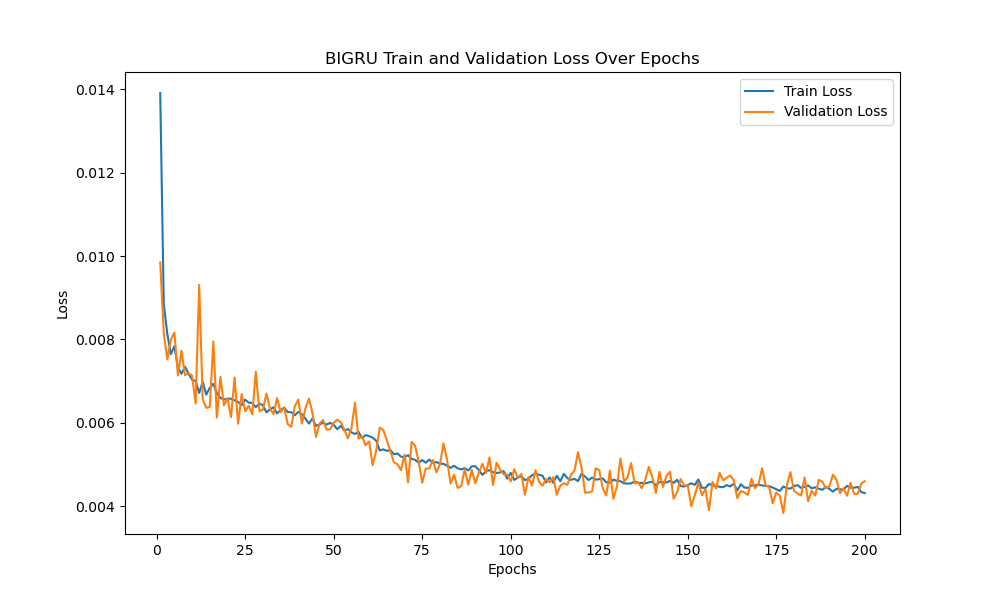 BIGRU Train and Validation Loss Over Epochs
Train Loss
Validation Loss
0.014
0.012
0.010
0.008
0.006
0.004
Loss
0 25 50 75 100 125 150 175 200
Epochs